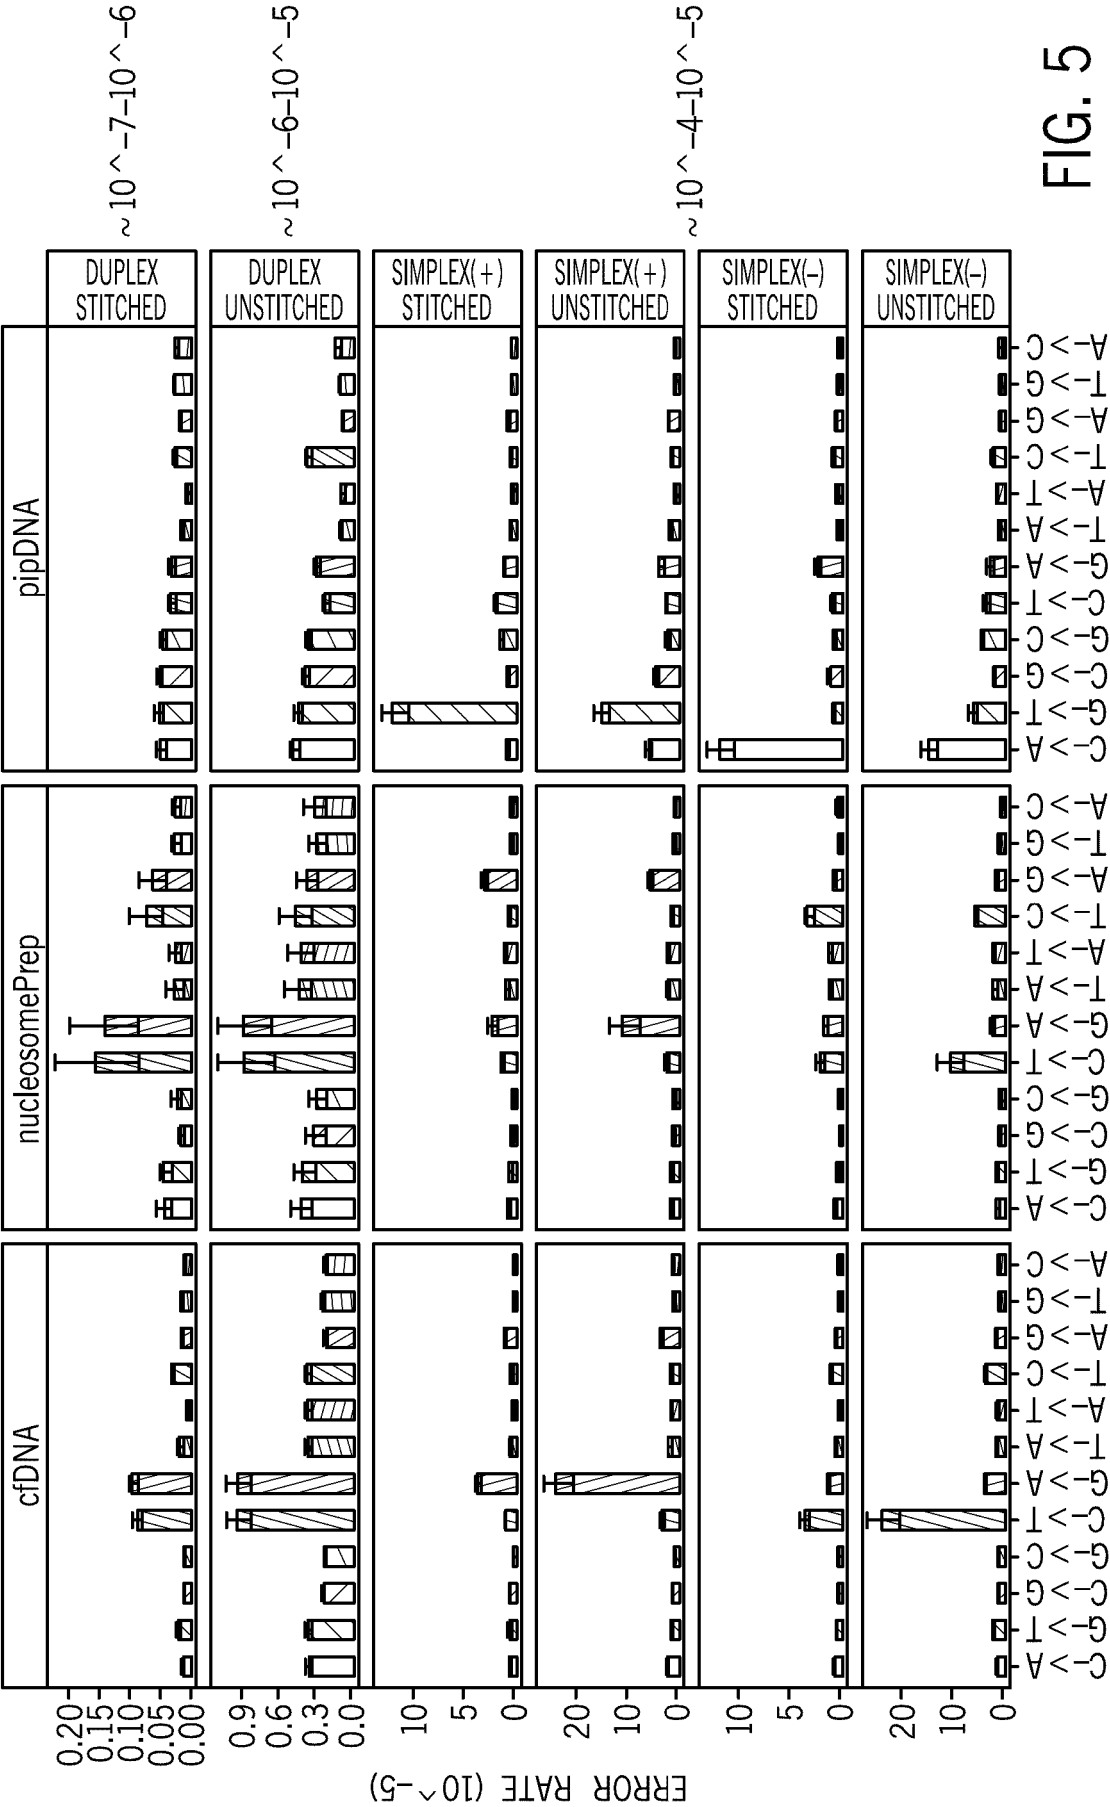 cfDNA
nucleosomePrep
pipDNA
0.20
0.15
0.10
0.05
0.00
DUPLEX
STITCHED
~10^-7-10^-6
0.9
0.6
0.3
0.0
DUPLEX
UNSTITCHED
~10^-6-10^-5
10
5
0
SIMPLEX(+)
STITCHED
20
10
0
SIMPLEX(+)
UNSTITCHED
~10^-4-10^-5
10
5
0
SIMPLEX(-)
STITCHED
20
10
0
SIMPLEX(-)
UNSTITCHED
ERROR RATE (10^-5)
C->A
G->T
C->G
G->C
C->T
G->A
T->A
A->T
T->C
A->G
T->G
A->C
C->A
G->T
C->G
G->C
C->T
G->A
T->A
A->T
T->C
A->G
T->G
A->C
C->A
G->T
C->G
G->C
C->T
G->A
T->A
A->T
T->C
A->G
T->G
A->C
FIG. 5